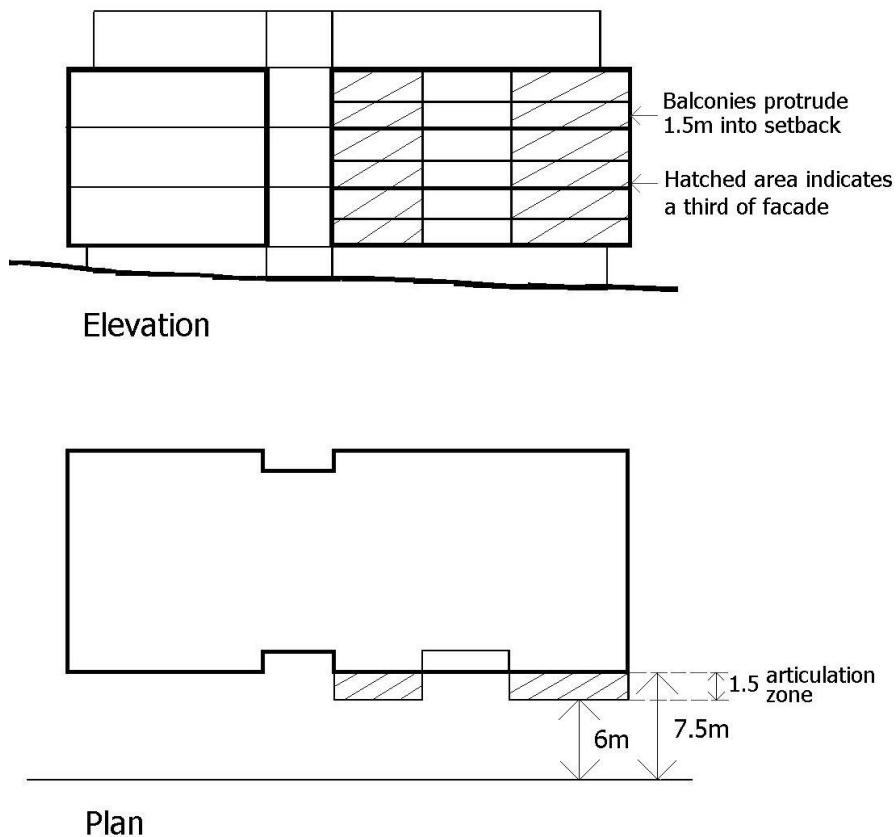 Balconies protrude
1.5m into setback
Hatched area indicates
a third of facade
Elevation
1.5 articulation
zone
6m
7.5m
Plan